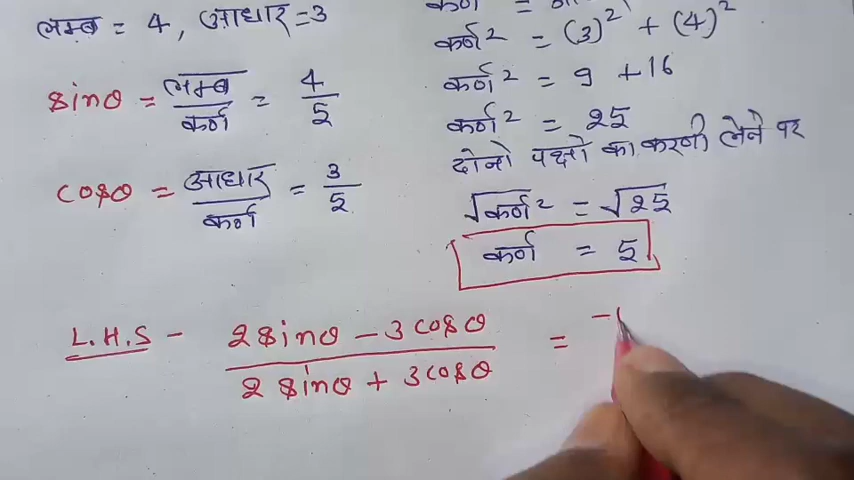 लम्ब = 4 , आधार = 3
sinθ = लम्ब/कर्ण = 4/5
cosθ = आधार/कर्ण = 3/5
कर्ण² = (3)² + (4)²
कर्ण² = 9 + 16
कर्ण² = 25
दोनो पक्षो का करणी लेने पर
√कर्ण² = √25
कर्ण = 5
L.H.S - (2sinθ - 3cosθ)/(2sinθ + 3cosθ) = -